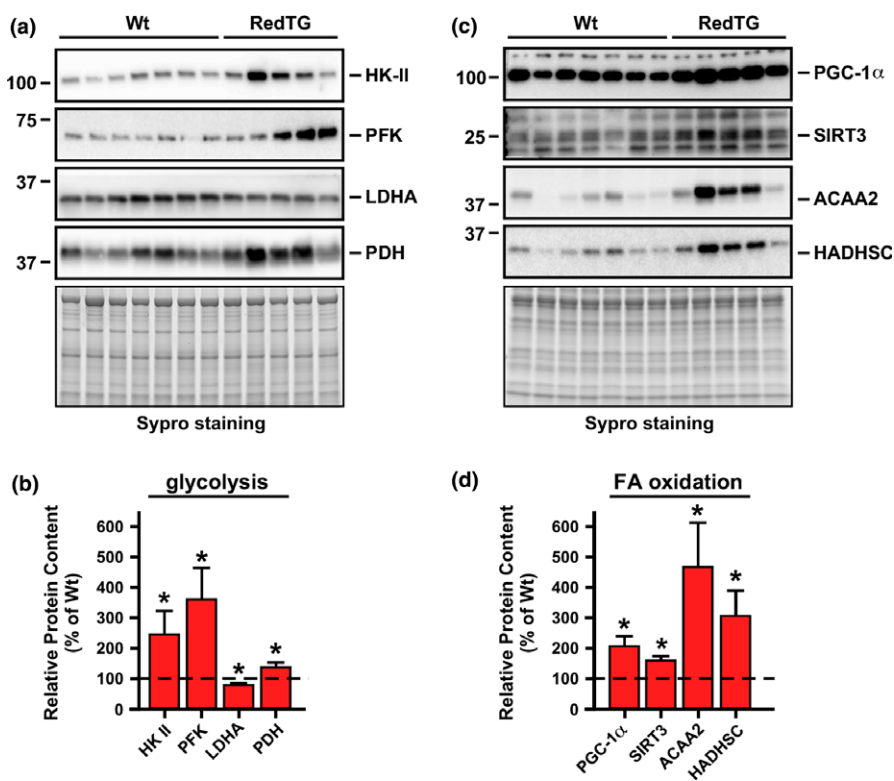 (a)
Wt RedTG
100 HK-II
75
PFK
37
LDHA
37 PDH
Sypro staining
(c)
Wt RedTG
100 PGC-1α
25 SIRT3
37 ACAA2
37
HADHSC
Sypro staining
(b)
glycolysis
Relative Protein Content
(% of Wt)
600
500
400
300
200
100
0
* * * *
HK II PFK LDHA PDH
(d)
FA oxidation
Relative Protein Content
(% of Wt)
600
500
400
300
200
100
0
* * * *
PGC-1α SIRT3 ACAA2 HADHSC